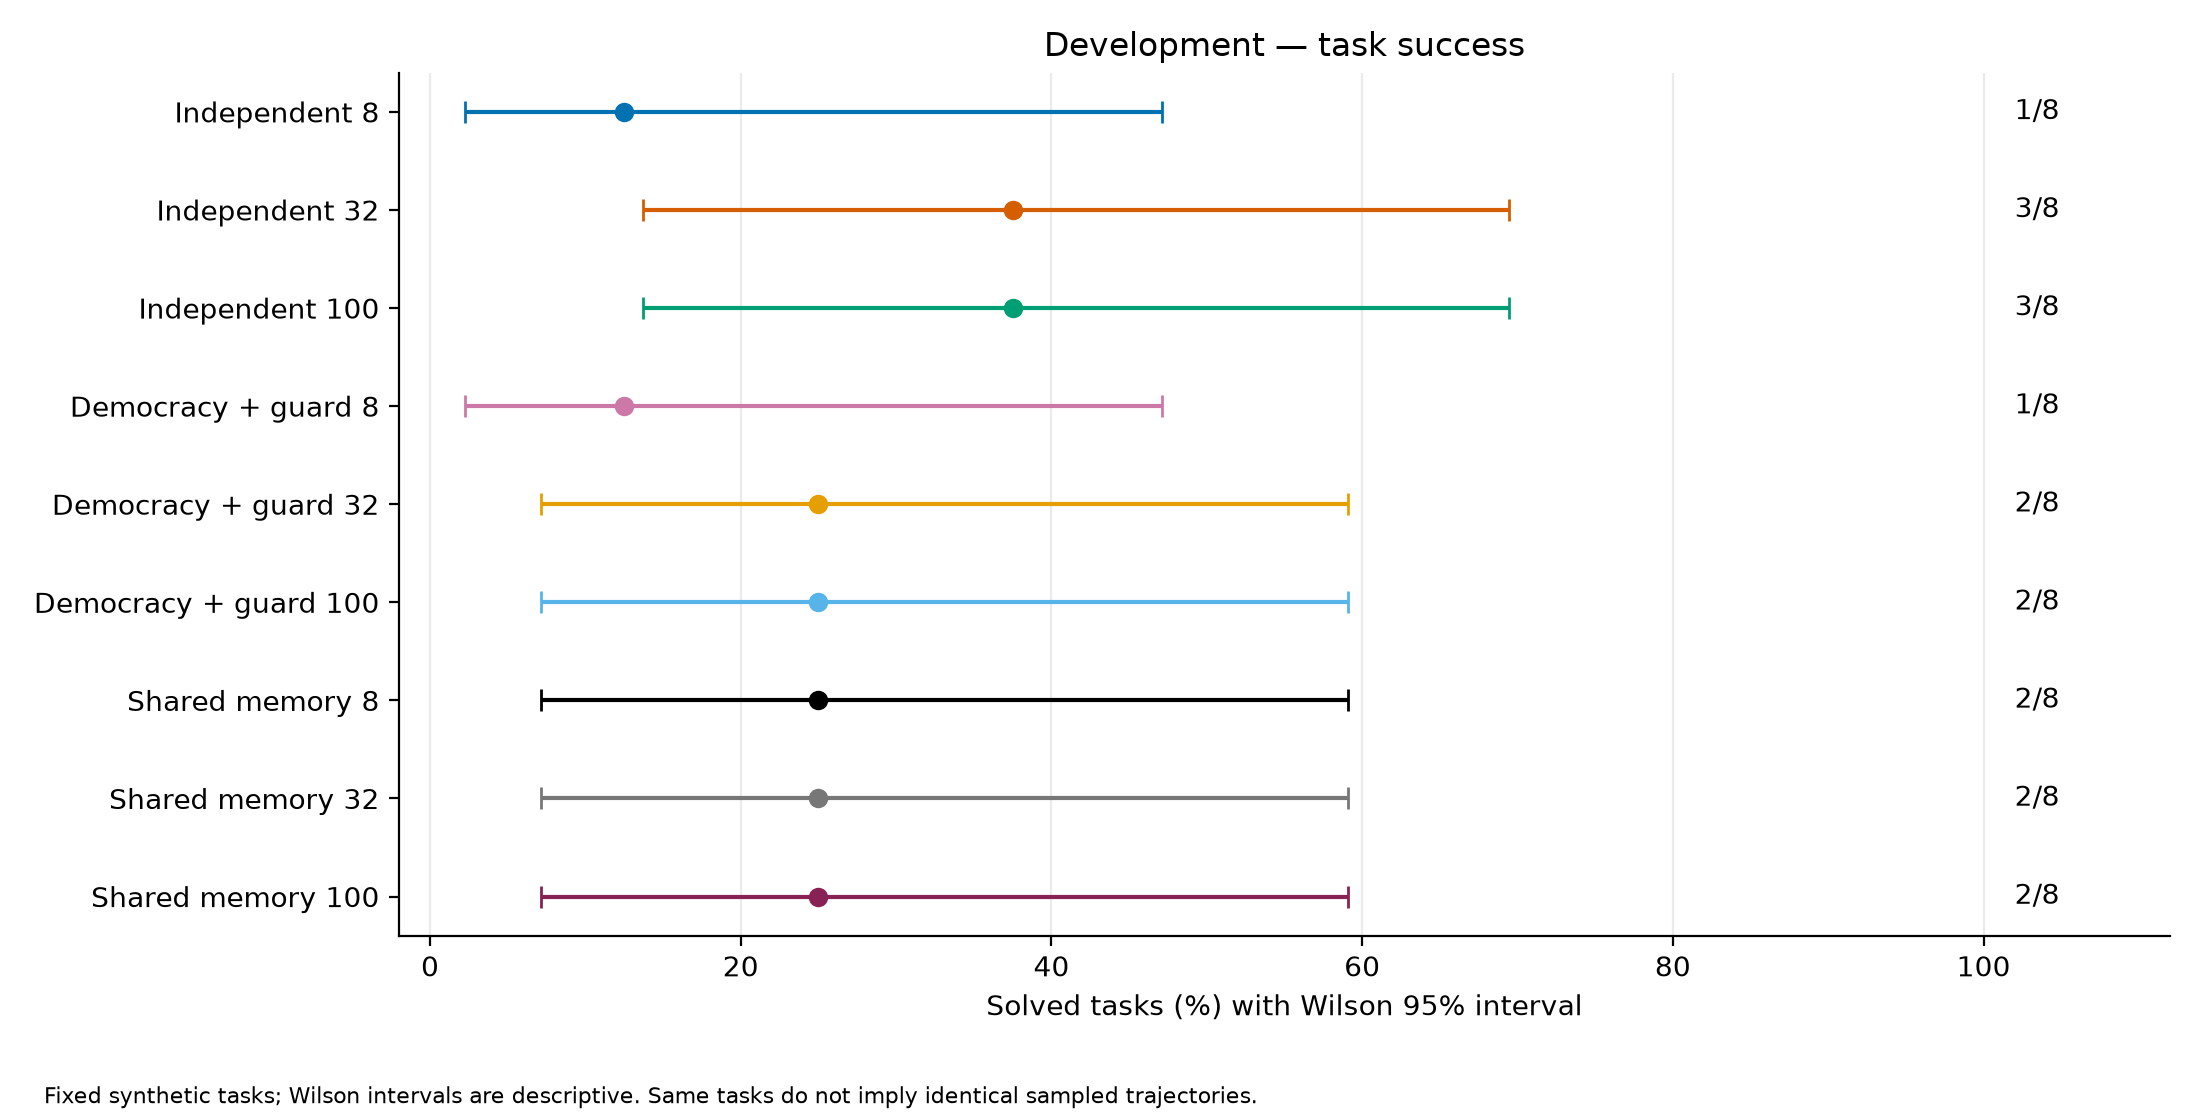 Development — task success
Independent 8 1/8
Independent 32 3/8
Independent 100 3/8
Democracy + guard 8 1/8
Democracy + guard 32 2/8
Democracy + guard 100 2/8
Shared memory 8 2/8
Shared memory 32 2/8
Shared memory 100 2/8
0 20 40 60 80 100
Solved tasks (%) with Wilson 95% interval
Fixed synthetic tasks; Wilson intervals are descriptive. Same tasks do not imply identical sampled trajectories.